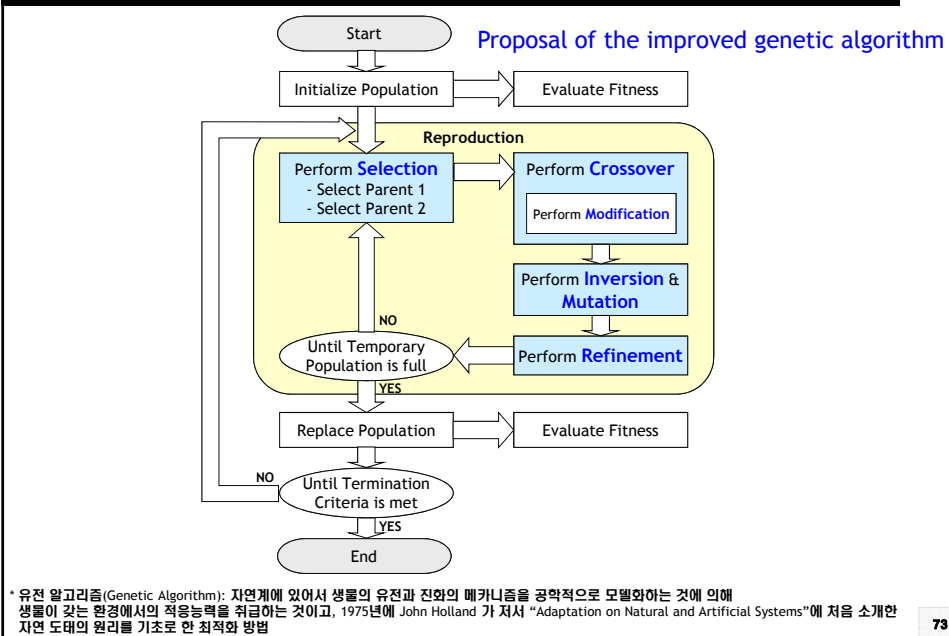 Proposal of the improved genetic algorithm
Start
Initialize Population
Evaluate Fitness
Reproduction
Perform Selection
- Select Parent 1
- Select Parent 2
Perform Crossover
Perform Modification
Perform Inversion &
Mutation
Perform Refinement
NO
Until Temporary
Population is full
YES
Replace Population
Evaluate Fitness
NO
Until Termination
Criteria is met
YES
End
* 유전 알고리즘(Genetic Algorithm): 자연계에 있어서 생물의 유전과 진화의 메카니즘을 공학적으로 모델화하는 것에 의해
생물이 갖는 환경에서의 적응능력을 취급하는 것이고, 1975년에 John Holland 가 저서 “Adaptation on Natural and Artificial Systems”에 처음 소개한
자연 도태의 원리를 기초로 한 최적화 방법
73